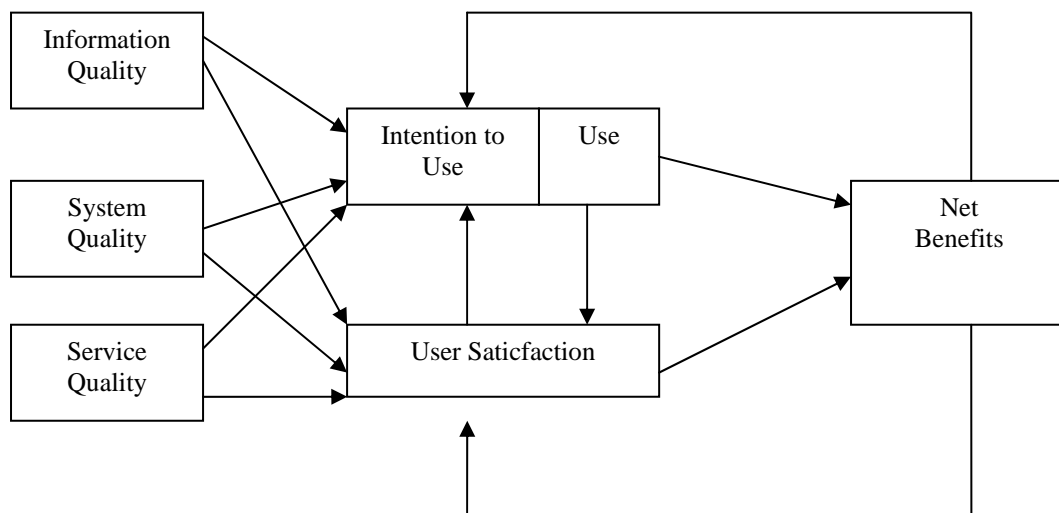 Information
Quality
Intention to
Use
Use
System
Quality
Net
Benefits
Service
Quality
User Saticfaction